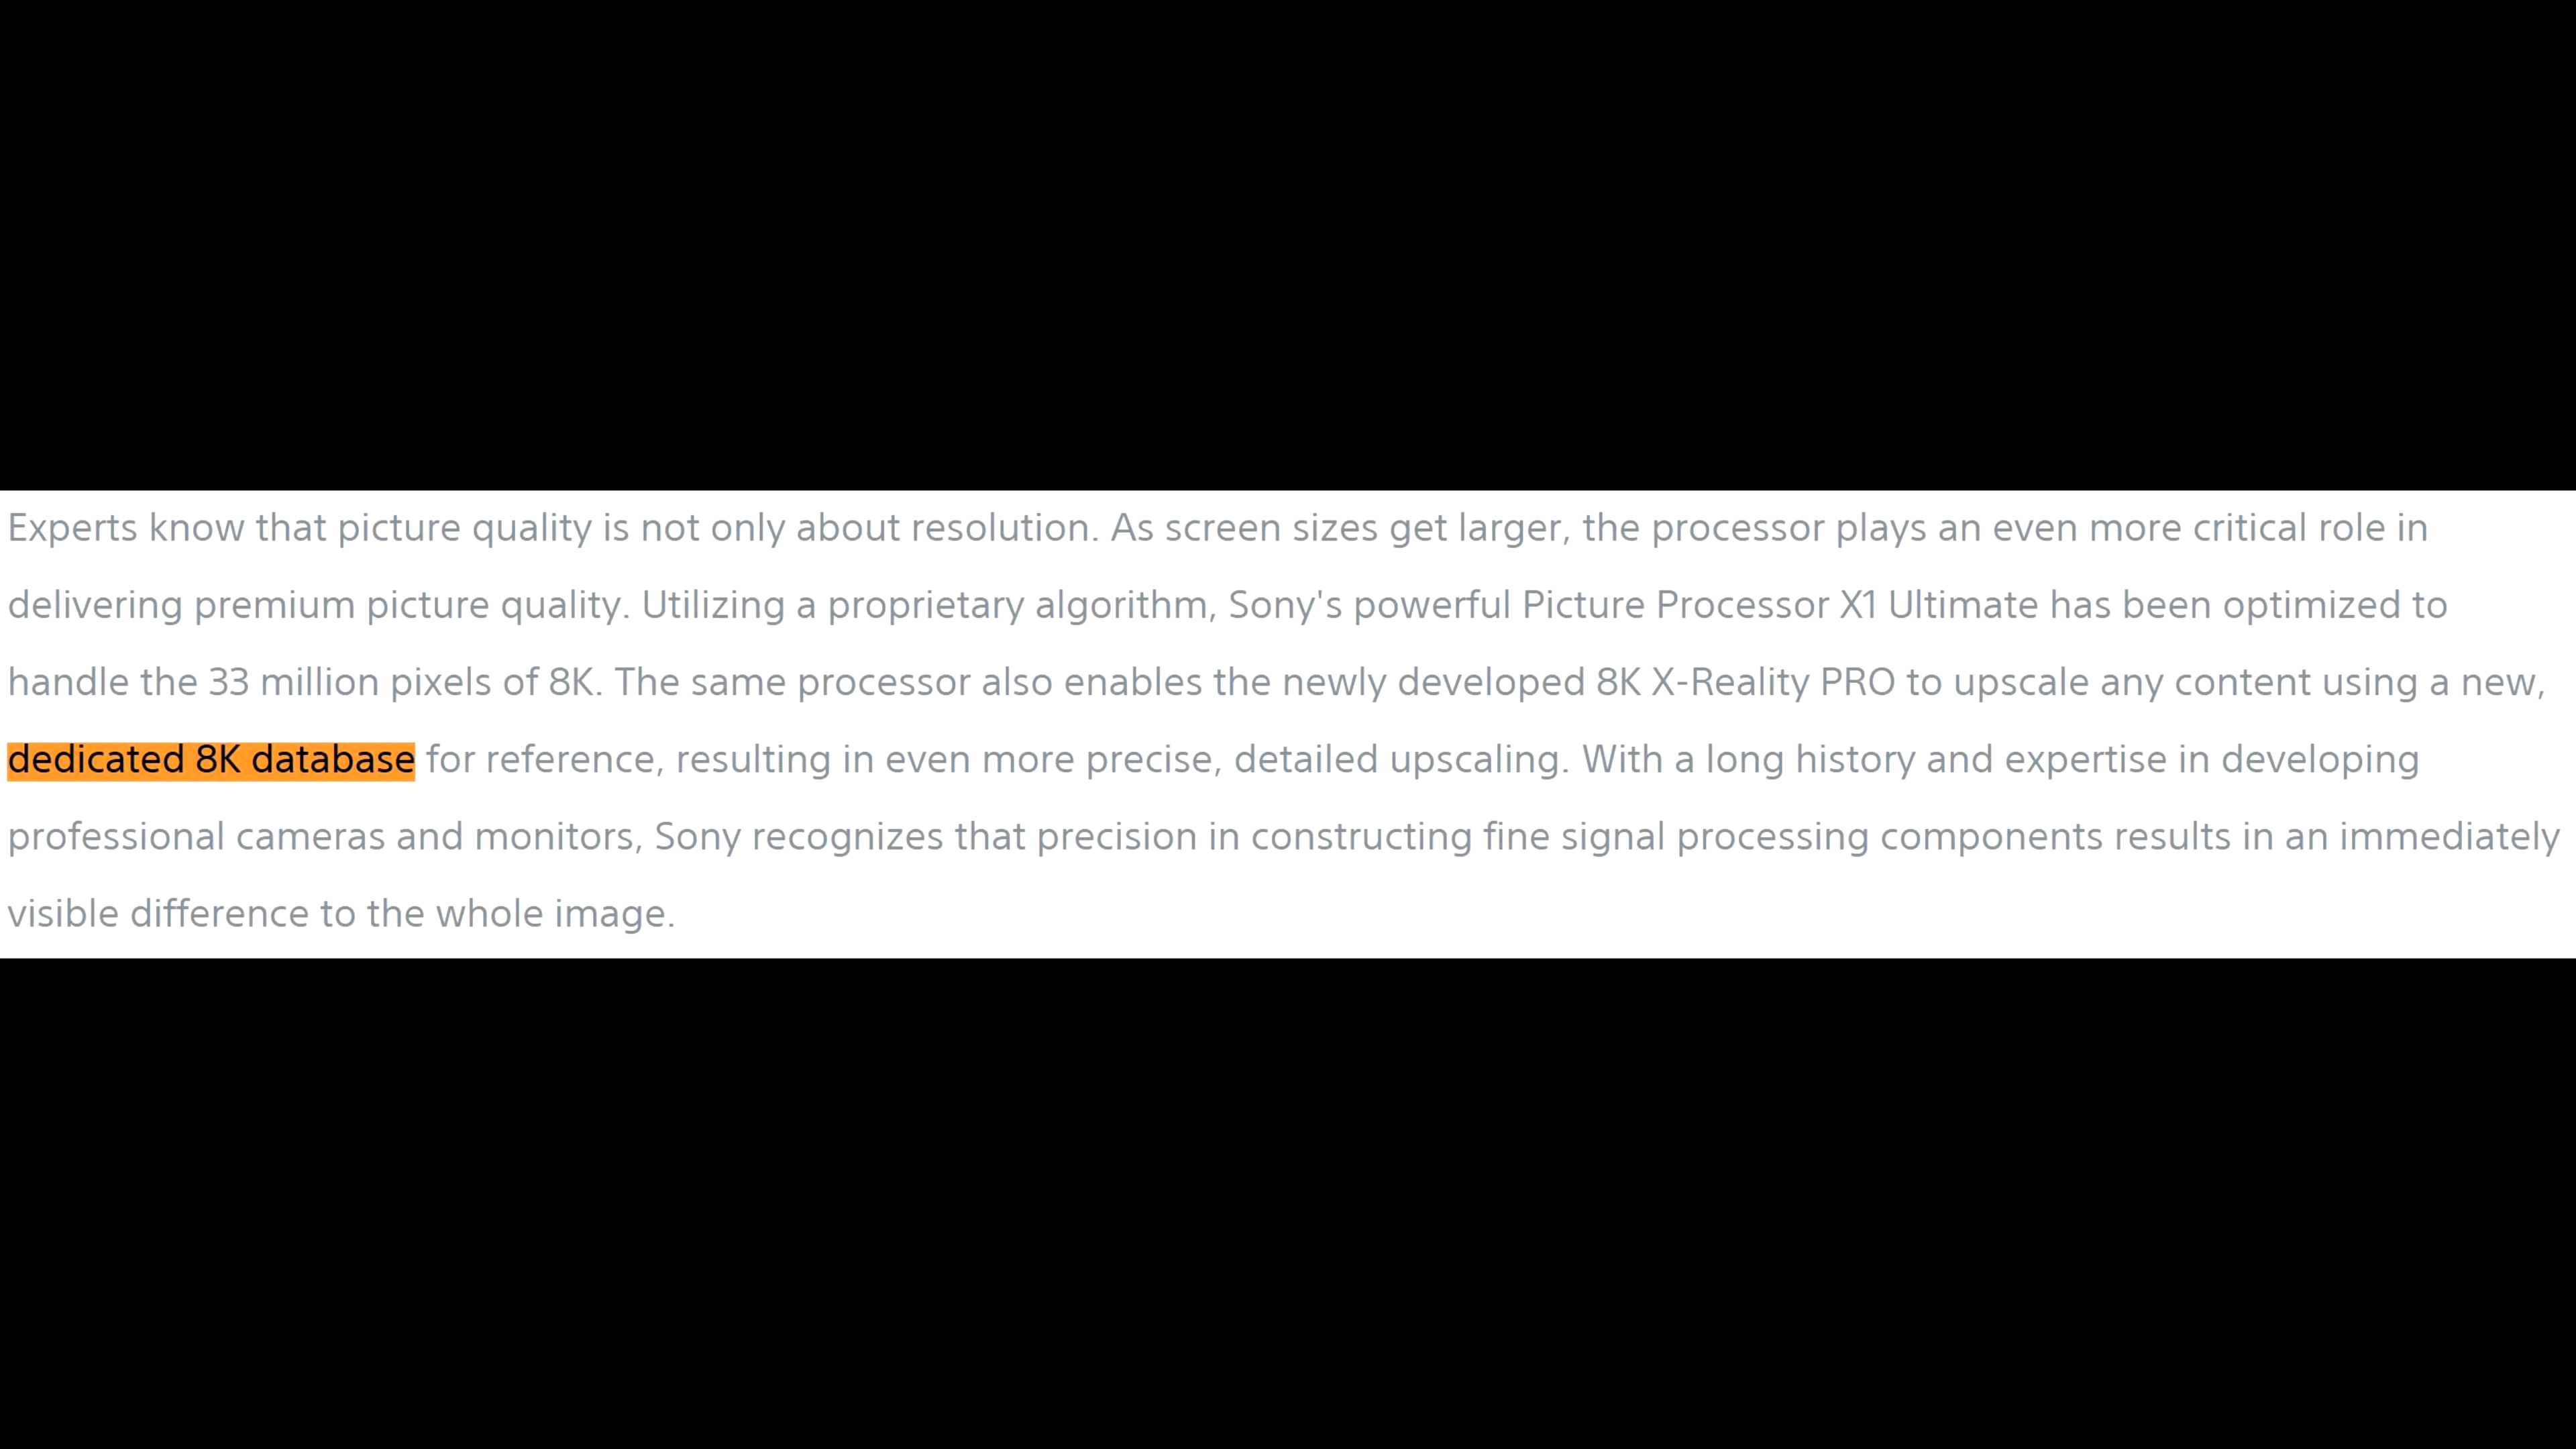 Experts know that picture quality is not only about resolution. As screen sizes get larger, the processor plays an even more critical role in
delivering premium picture quality. Utilizing a proprietary algorithm, Sony's powerful Picture Processor X1 Ultimate has been optimized to
handle the 33 million pixels of 8K. The same processor also enables the newly developed 8K X-Reality PRO to upscale any content using a new,
dedicated 8K database for reference, resulting in even more precise, detailed upscaling. With a long history and expertise in developing
professional cameras and monitors, Sony recognizes that precision in constructing fine signal processing components results in an immediately
visible difference to the whole image.